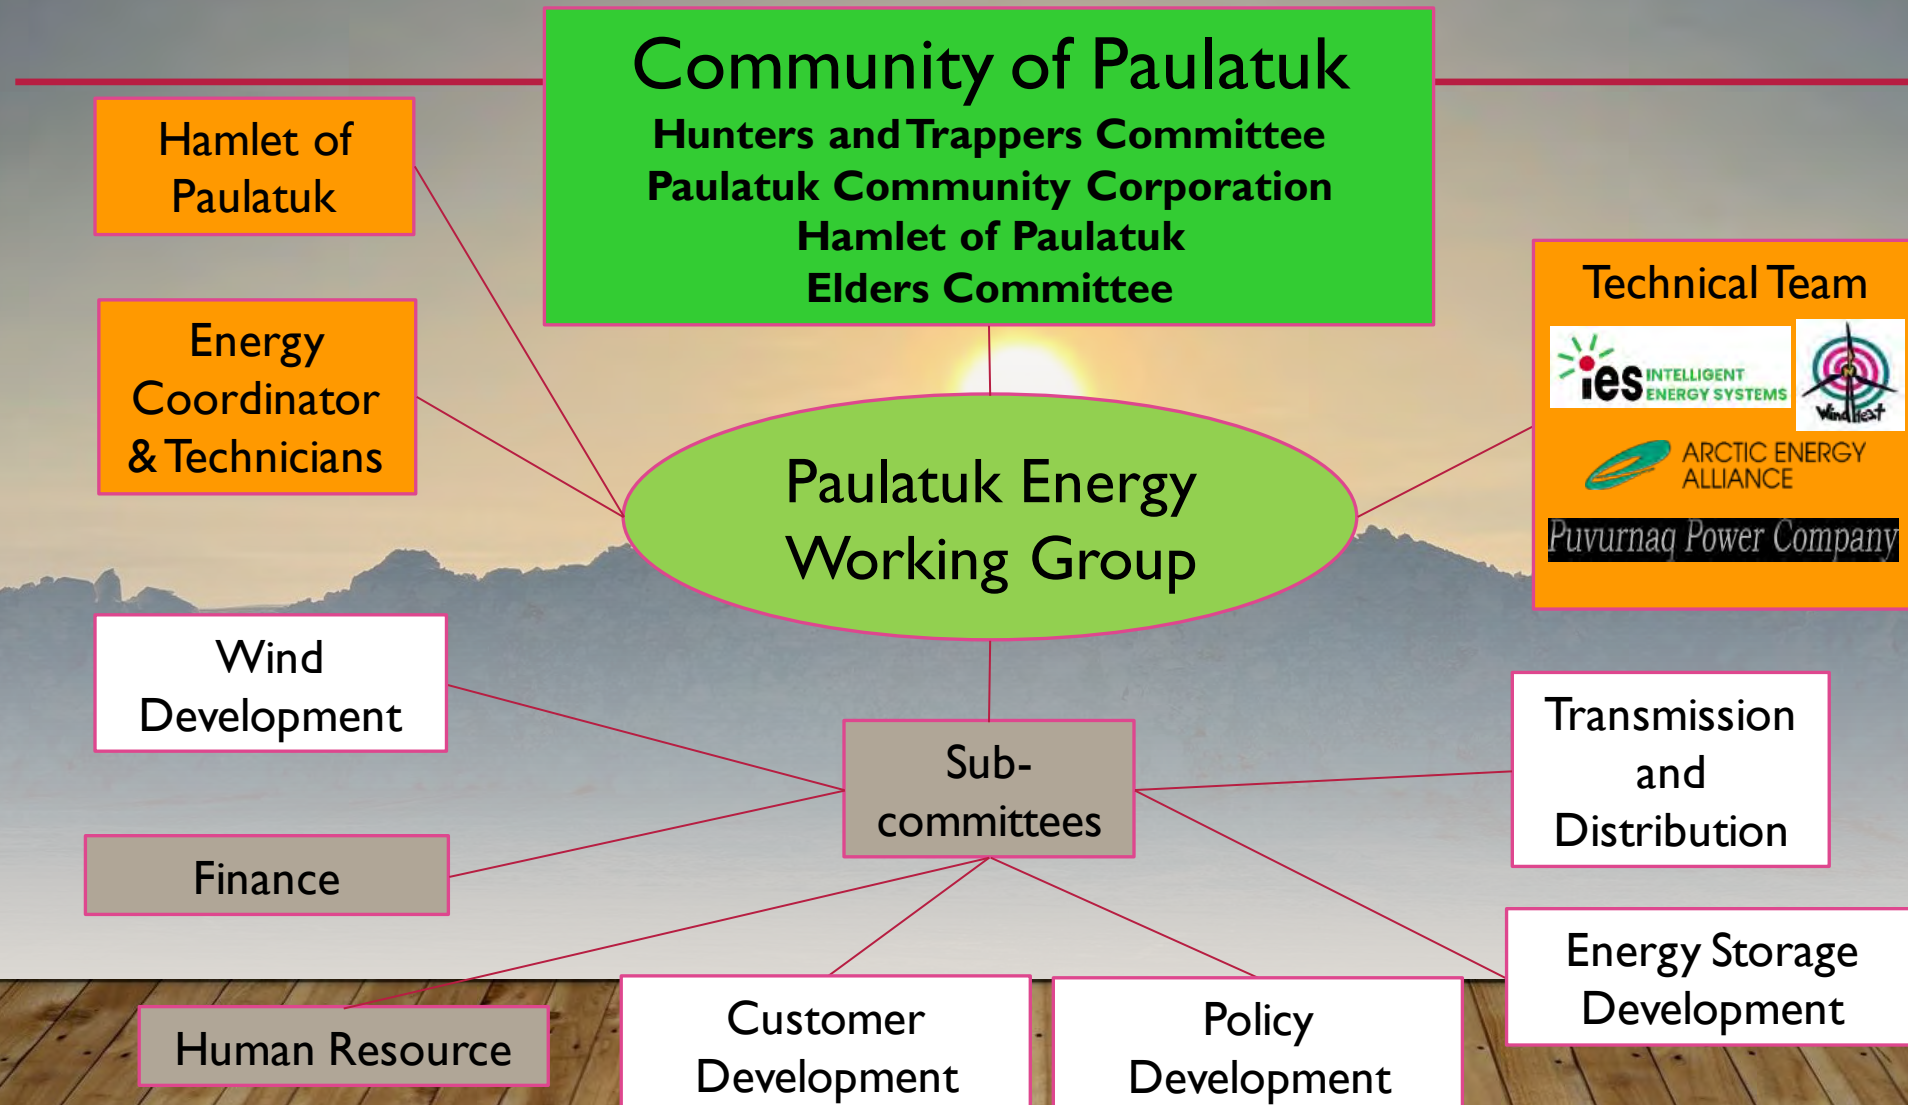 Community of Paulatuk
Hunters and Trappers Committee
Paulatuk Community Corporation
Hamlet of Paulatuk
Elders Committee
Hamlet of
Paulatuk
Energy
Coordinator
& Technicians
Technical Team
ies INTELLIGENT
ENERGY SYSTEMS
Wind Heat
ARCTIC ENERGY
ALLIANCE
Puvurnaq Power Company
Paulatuk Energy
Working Group
Wind
Development
Sub-
committees
Transmission
and
Distribution
Finance
Energy Storage
Development
Human Resource
Customer
Development
Policy
Development